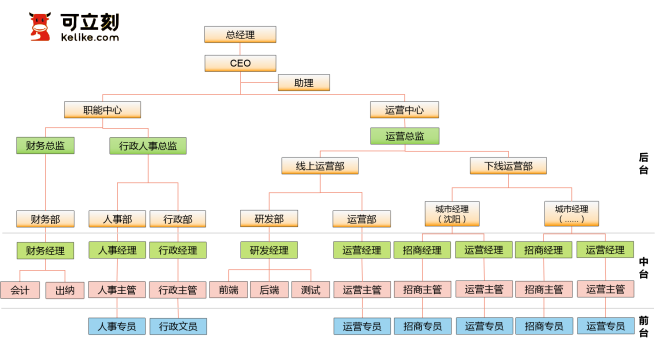 可立刻
kelike.com
总经理
CEO
助理
职能中心
运营中心
财务总监
行政人事总监
运营总监
线上运营部
下线运营部
后台
财务部
人事部
行政部
研发部
运营部
城市经理
（沈阳）
城市经理
（......）
财务经理
人事经理
行政经理
研发经理
运营经理
招商经理
运营经理
招商经理
运营经理
中台
会计
出纳
人事主管
行政主管
前端
后端
测试
运营主管
招商主管
运营主管
招商主管
运营主管
人事专员
行政文员
运营专员
招商专员
运营专员
招商专员
运营专员
前台